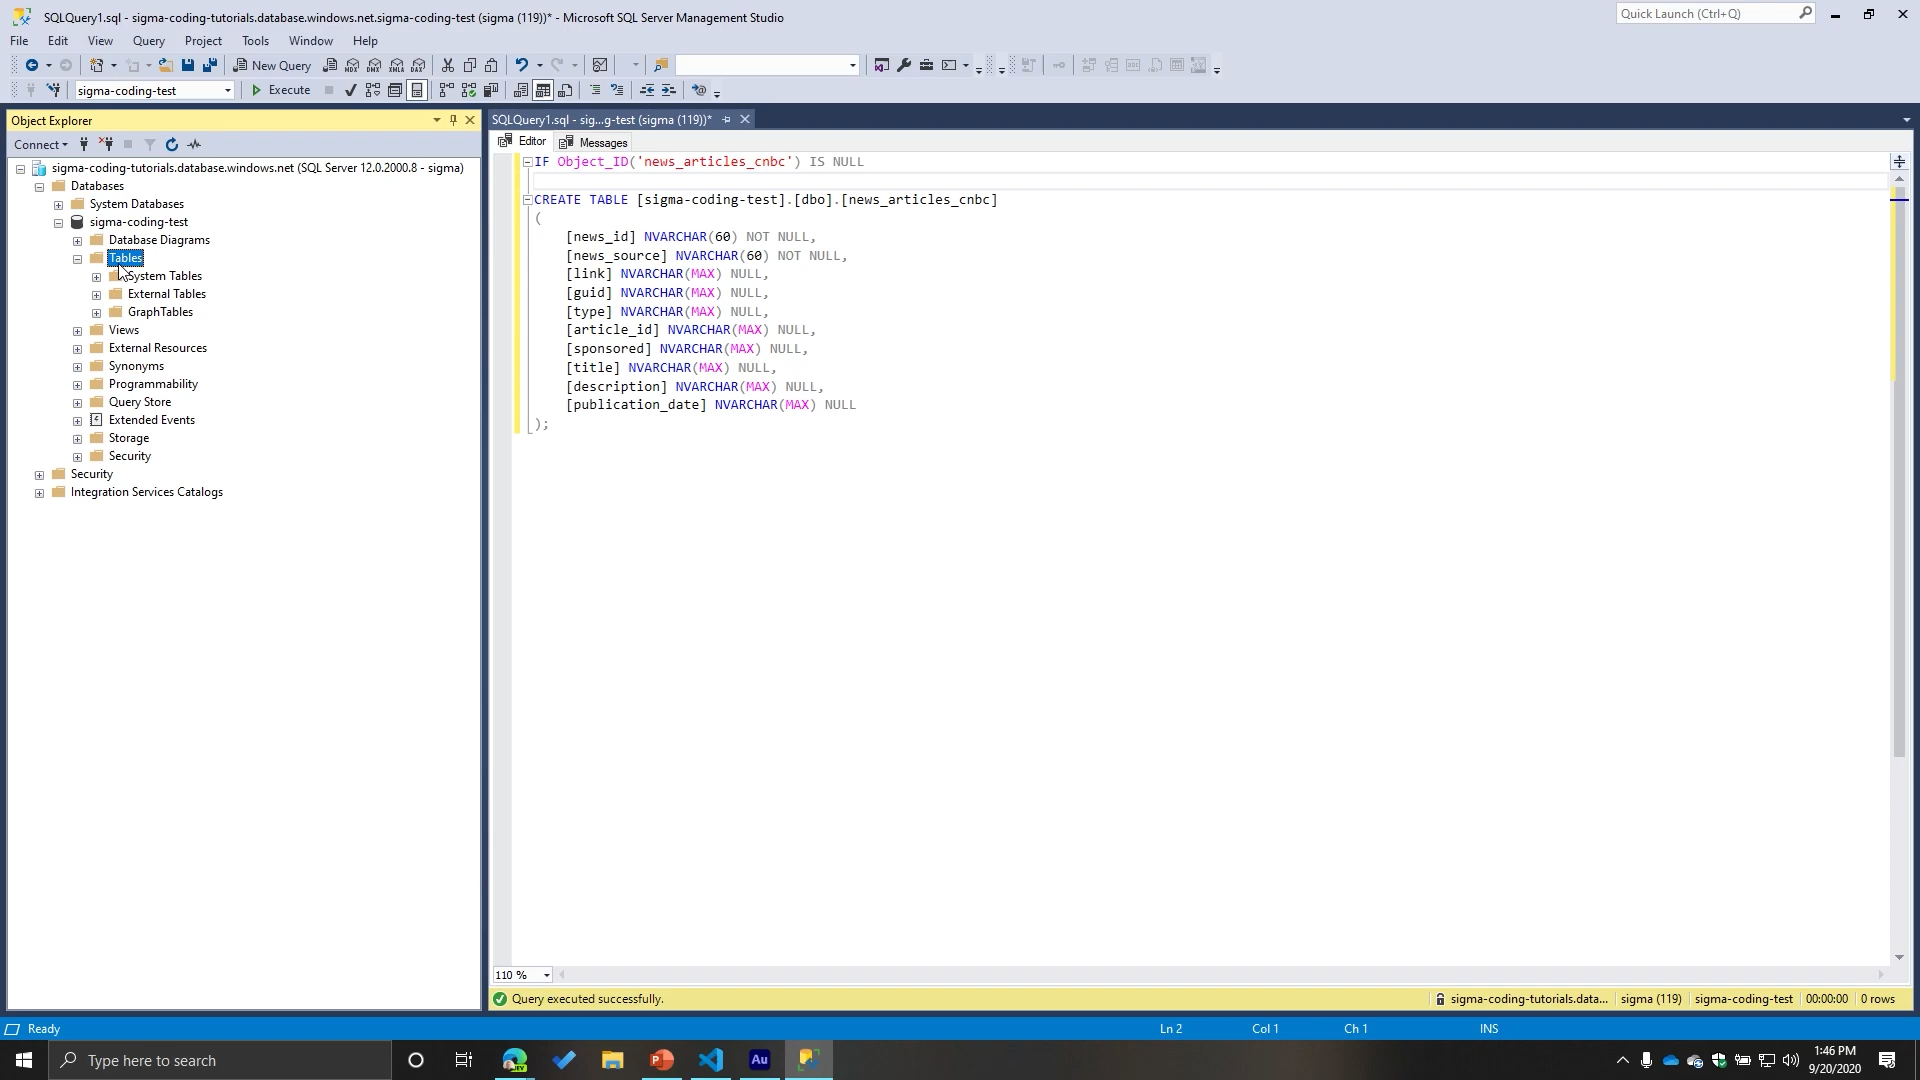 SQLQuery1.sql - sigma-coding-tutorials.database.windows.net.sigma-coding-test (sigma (119))* - Microsoft SQL Server Management Studio
Quick Launch (Ctrl+Q)
File Edit View Query Project Tools Window Help
New Query
sigma-coding-test
Execute
Object Explorer
Connect
sigma-coding-tutorials.database.windows.net (SQL Server 12.0.2000.8 - sigma)
Databases
System Databases
sigma-coding-test
Database Diagrams
Tables
System Tables
External Tables
GraphTables
Views
External Resources
Synonyms
Programmability
Query Store
Extended Events
Storage
Security
Security
Integration Services Catalogs
SQLQuery1.sql - sig...g-test (sigma (119))*
Editor Messages
IF Object_ID('news_articles_cnbc') IS NULL
CREATE TABLE [sigma-coding-test].[dbo].[news_articles_cnbc]
(
[news_id] NVARCHAR(60) NOT NULL,
[news_source] NVARCHAR(60) NOT NULL,
[link] NVARCHAR(MAX) NULL,
[guid] NVARCHAR(MAX) NULL,
[type] NVARCHAR(MAX) NULL,
[article_id] NVARCHAR(MAX) NULL,
[sponsored] NVARCHAR(MAX) NULL,
[title] NVARCHAR(MAX) NULL,
[description] NVARCHAR(MAX) NULL,
[publication_date] NVARCHAR(MAX) NULL
);
110 %
Query executed successfully.
sigma-coding-tutorials.data... sigma (119) sigma-coding-test 00:00:00 0 rows
Ready
Ln 2 Col 1 Ch 1 INS
Type here to search
Au
1:46 PM
9/20/2020